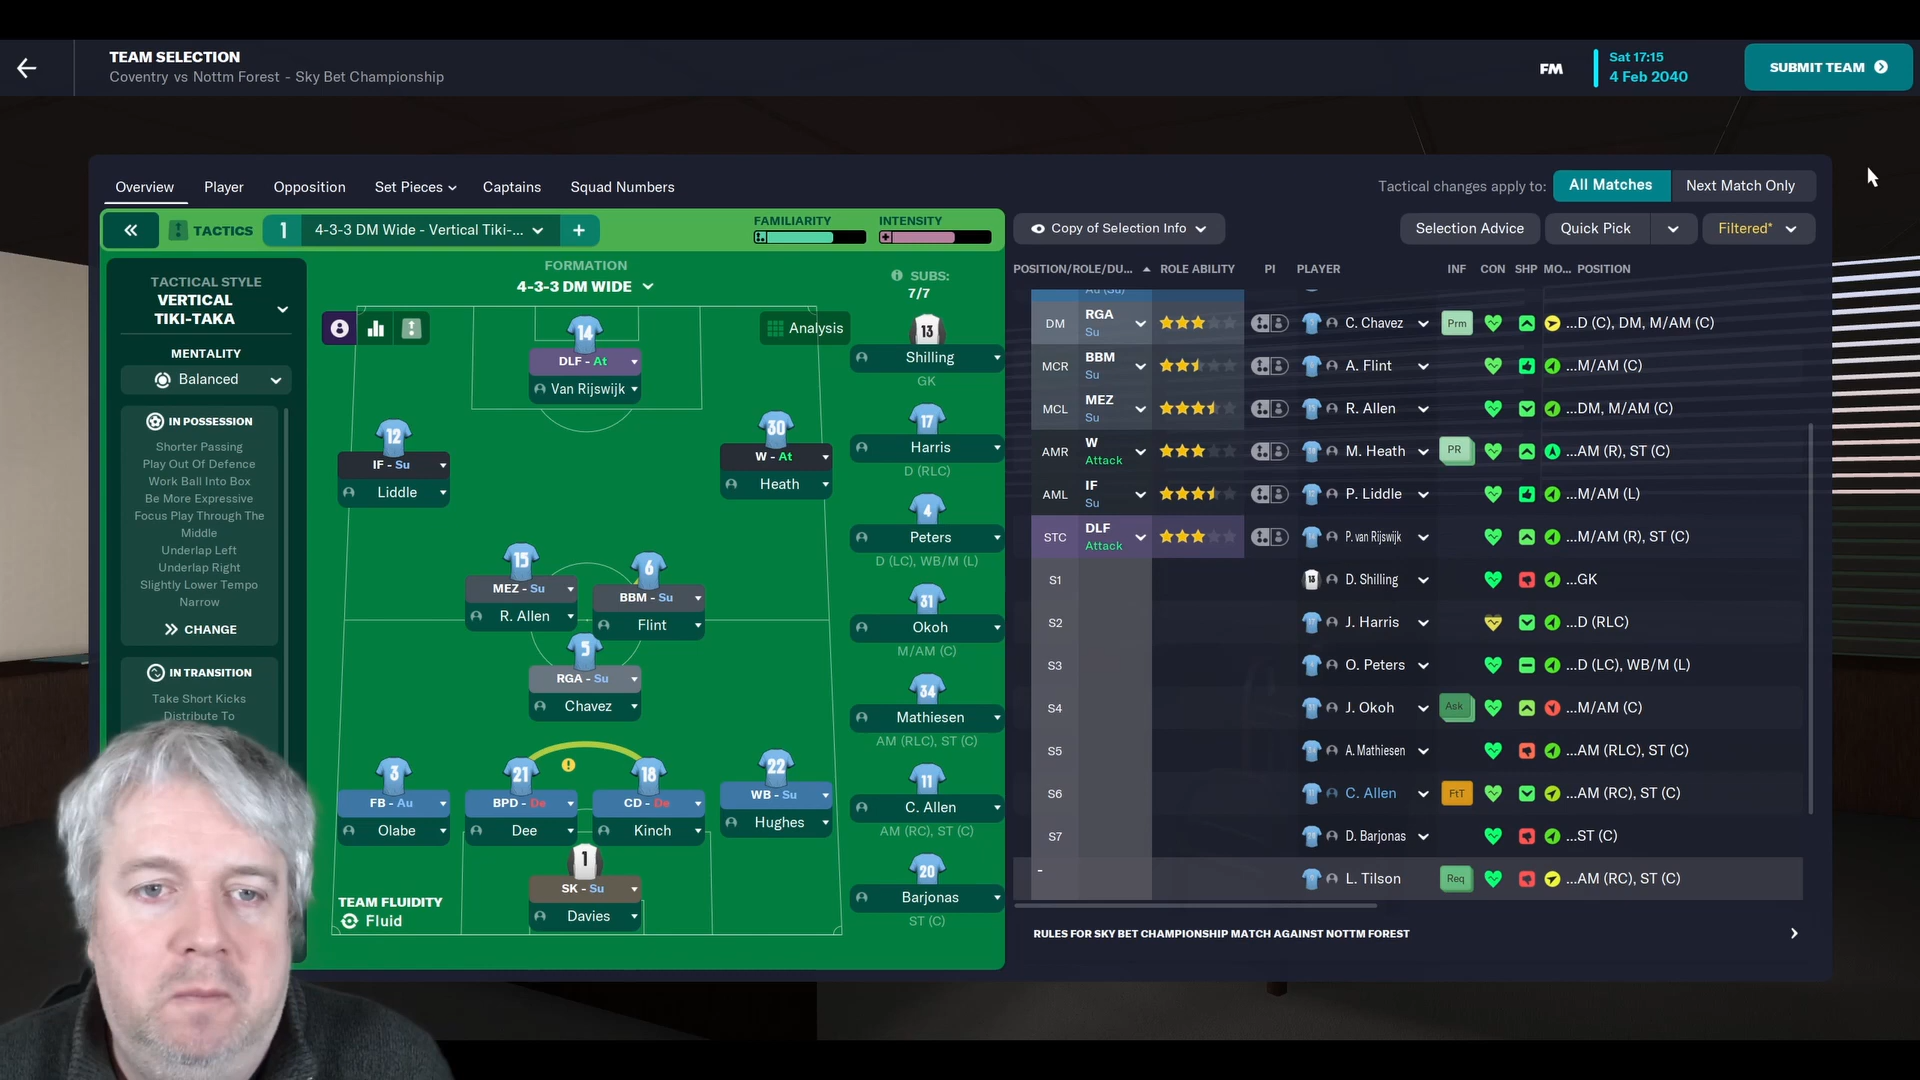 TEAM SELECTION
Coventry vs Nottm Forest - Sky Bet Championship
FM
Sat 17:15
4 Feb 2040
SUBMIT TEAM
Overview
Player
Opposition
Set Pieces
Captains
Squad Numbers
Tactical changes apply to:
All Matches
Next Match Only
TACTICS
1
4-3-3 DM Wide - Vertical Tiki-...
+
FAMILIARITY
INTENSITY
Copy of Selection Info
Selection Advice
Quick Pick
Filtered*
TACTICAL STYLE
VERTICAL
TIKI-TAKA
MENTALITY
Balanced
IN POSSESSION
Shorter Passing
Play Out Of Defence
Work Ball Into Box
Be More Expressive
Focus Play Through The
Middle
Underlap Left
Underlap Right
Slightly Lower Tempo
Narrow
CHANGE
IN TRANSITION
Take Short Kicks
Distribute To
FORMATION
4-3-3 DM WIDE
Analysis
14
DLF - At
Van Rijswijk
12
IF - Su
Liddle
30
W - At
Heath
15
MEZ - Su
R. Allen
6
BBM - Su
Flint
5
RGA - Su
Chavez
3
FB - Au
Olabe
21
BPD - De
Dee
18
CD - De
Kinch
22
WB - Su
Hughes
1
SK - Su
Davies
TEAM FLUIDITY
Fluid
SUBS:
7/7
13
Shilling
GK
17
Harris
D (RLC)
4
Peters
D (LC), WB/M (L)
31
Okoh
M/AM (C)
34
Mathiesen
AM (RLC), ST (C)
11
C. Allen
AM (RC), ST (C)
20
Barjonas
ST (C)
POSITION/ROLE/DU... ROLE ABILITY PI PLAYER INF CON SHP MO... POSITION
DM RGA Su C. Chavez Prm ...D (C), DM, M/AM (C)
MCR BBM Su A. Flint ...M/AM (C)
MCL MEZ Su R. Allen ...DM, M/AM (C)
AMR W Attack M. Heath PR ...AM (R), ST (C)
AML IF Su P. Liddle ...M/AM (L)
STC DLF Attack P. van Rijswijk ...M/AM (R), ST (C)
S1 D. Shilling ...GK
S2 J. Harris ...D (RLC)
S3 O. Peters ...D (LC), WB/M (L)
S4 J. Okoh Ask ...M/AM (C)
S5 A. Mathiesen ...AM (RLC), ST (C)
S6 C. Allen FtT ...AM (RC), ST (C)
S7 D. Barjonas ...ST (C)
- L. Tilson Req ...AM (RC), ST (C)
RULES FOR SKY BET CHAMPIONSHIP MATCH AGAINST NOTTM FOREST